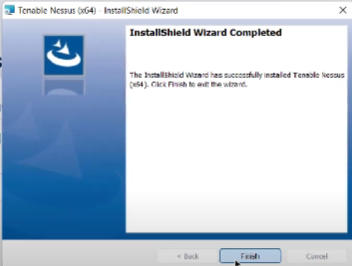 Tenable Nessus (x64) - InstallShield Wizard
InstallShield Wizard Completed
The InstallShield Wizard has successfully installed Tenable Nessus
(x64). Click Finish to exit the wizard.
< Back
Finish
Cancel